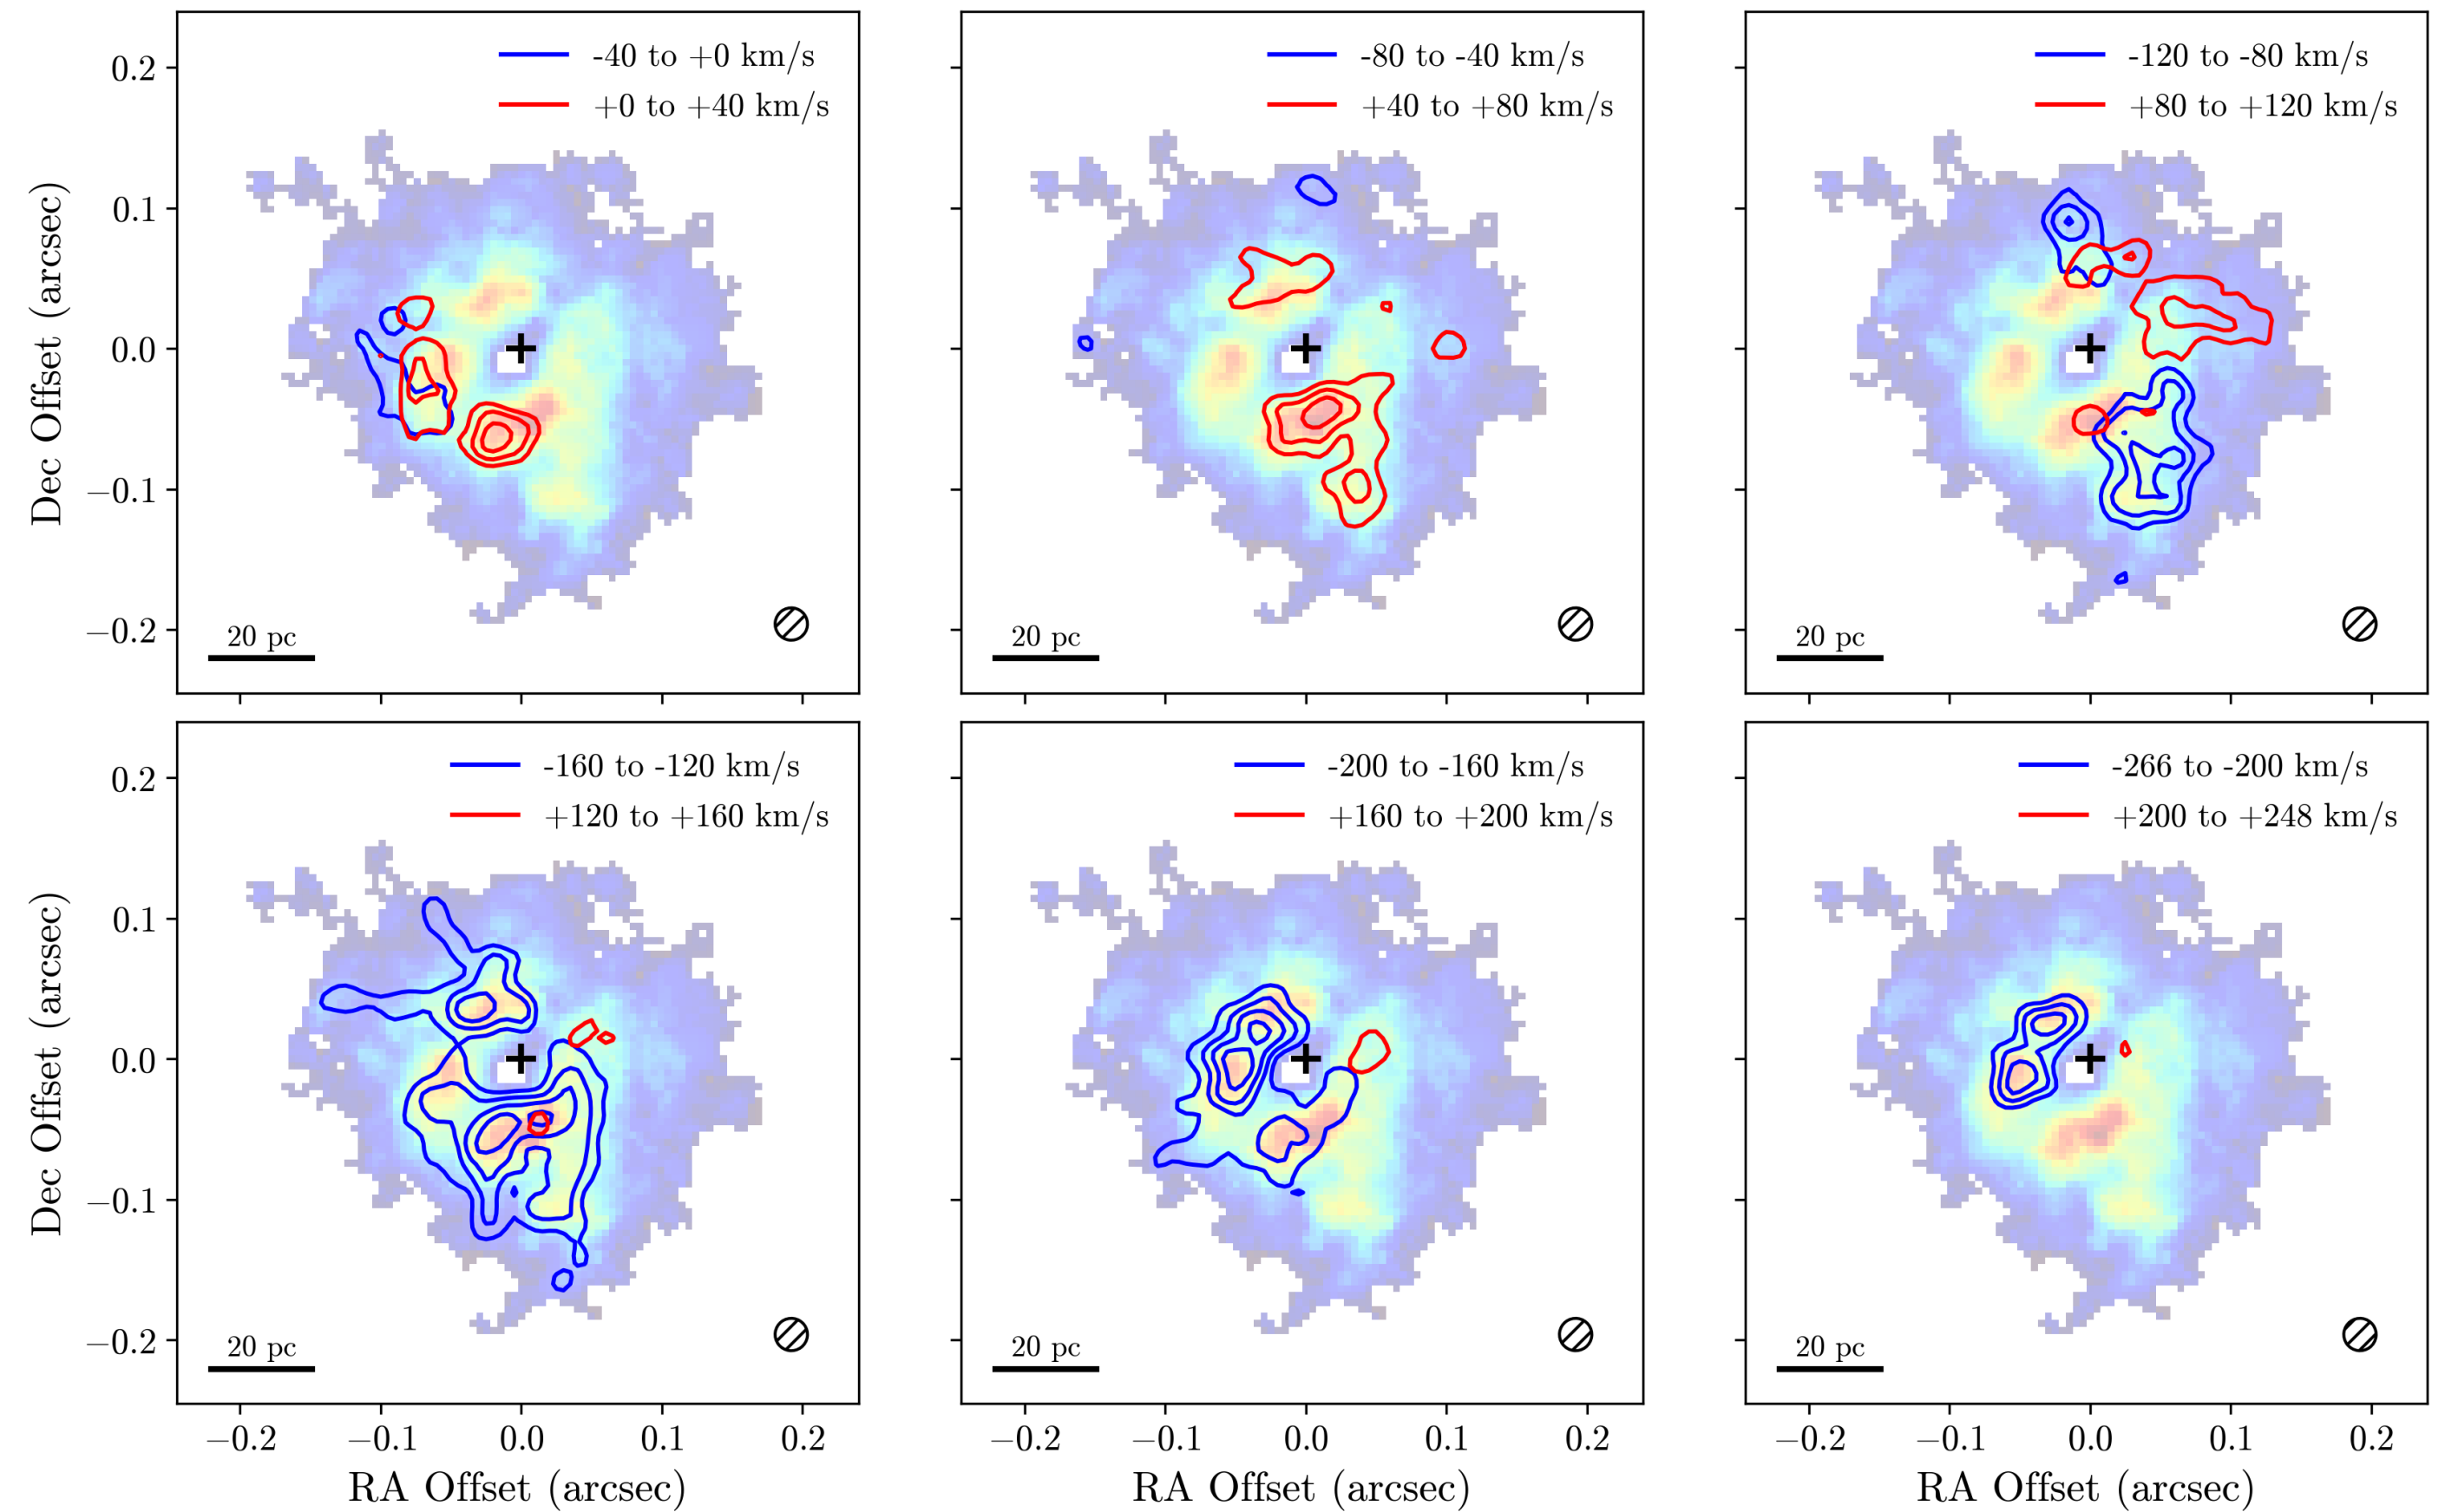 -40 to +0 km/s
+0 to +40 km/s
-80 to -40 km/s
+40 to +80 km/s
-120 to -80 km/s
+80 to +120 km/s
0.2
0.1
0.0
−0.1
−0.2
Dec Offset (arcsec)
20 pc
20 pc
20 pc
-160 to -120 km/s
+120 to +160 km/s
-200 to -160 km/s
+160 to +200 km/s
-266 to -200 km/s
+200 to +248 km/s
0.2
0.1
0.0
−0.1
−0.2
Dec Offset (arcsec)
20 pc
20 pc
20 pc
−0.2 −0.1 0.0 0.1 0.2
−0.2 −0.1 0.0 0.1 0.2
−0.2 −0.1 0.0 0.1 0.2
RA Offset (arcsec)
RA Offset (arcsec)
RA Offset (arcsec)